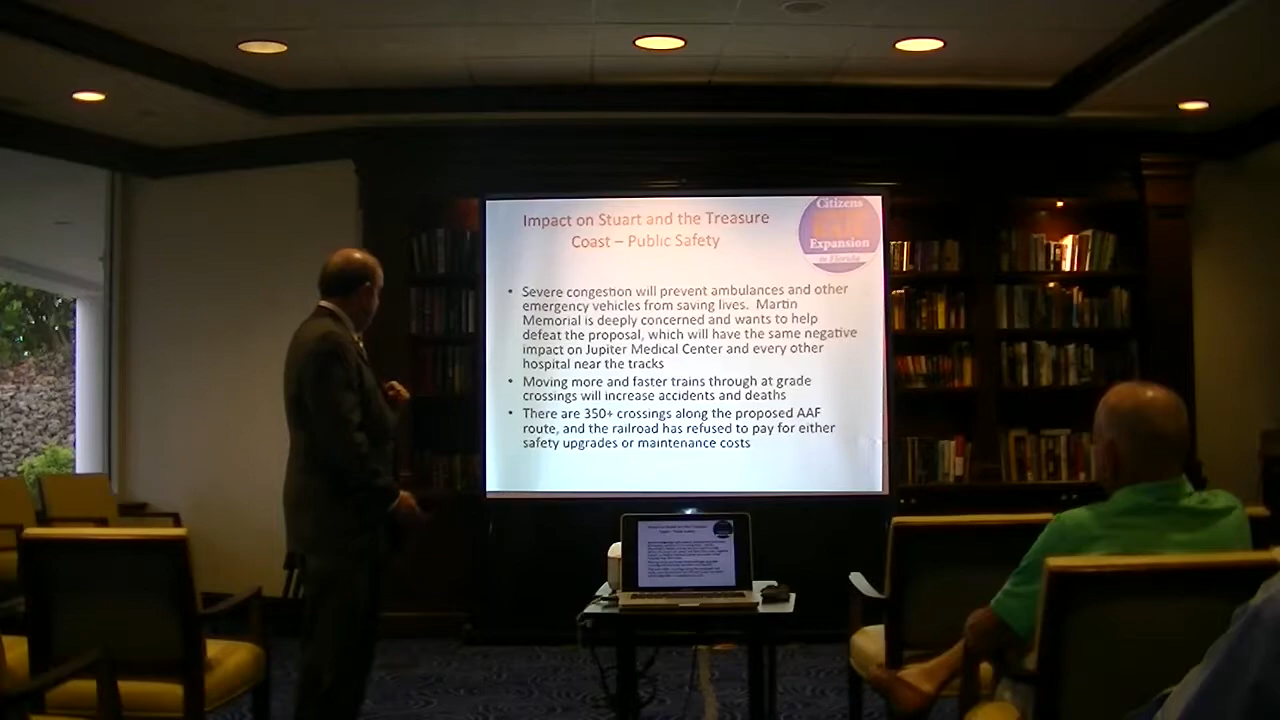 Impact on Stuart and the Treasure
Coast – Public Safety
Citizens
Expansion
in Florida
• Severe congestion will prevent ambulances and other
emergency vehicles from saving lives. Martin
Memorial is deeply concerned and wants to help
defeat the proposal, which will have the same negative
impact on Jupiter Medical Center and every other
hospital near the tracks
• Moving more and faster trains through at grade
crossings will increase accidents and deaths
• There are 350+ crossings along the proposed AAF
route, and the railroad has refused to pay for either
safety upgrades or maintenance costs